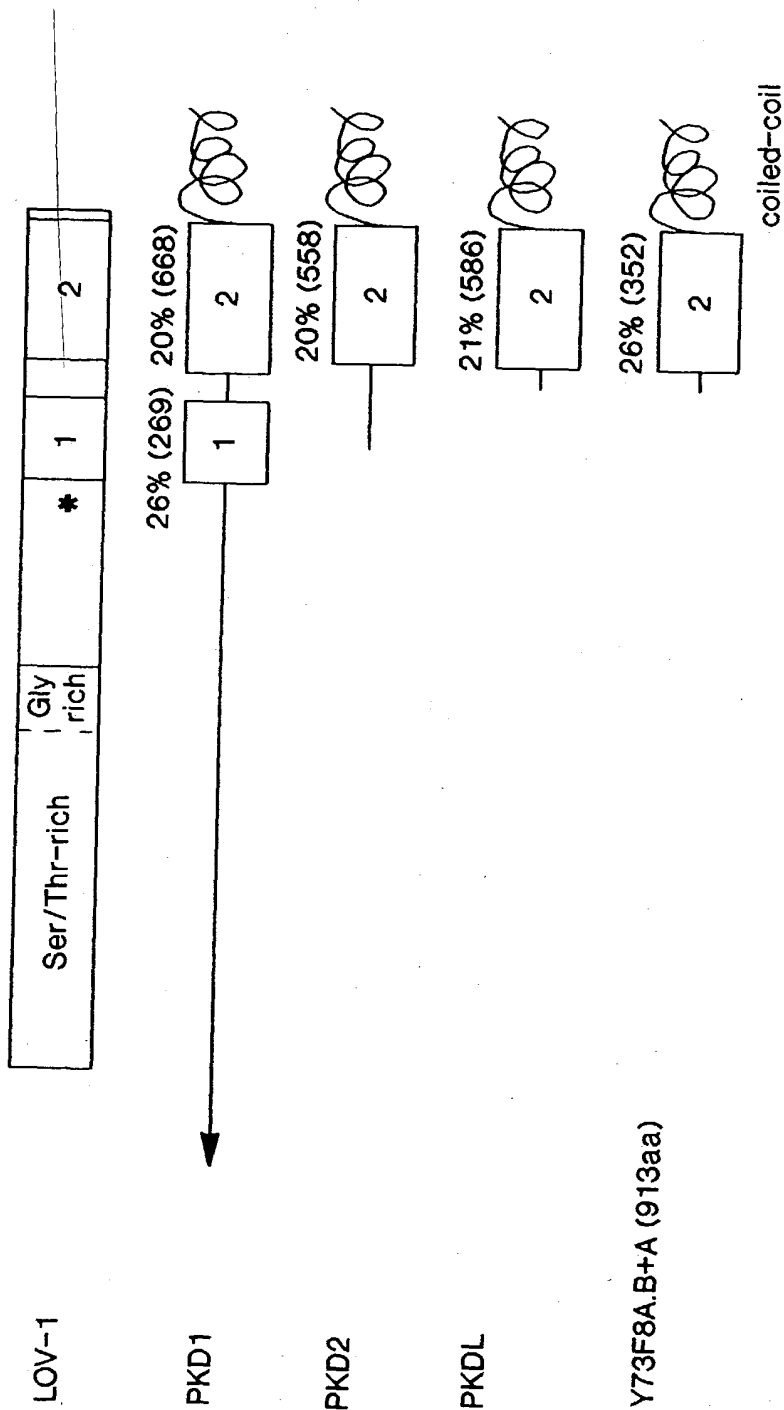 LOV-1
Ser/Thr-rich
Gly
rich
*
1
2
PKD1
26% (269)
20% (668)
1
2
PKD2
20% (558)
2
PKDL
21% (586)
2
Y73F8A.B+A (913aa)
26% (352)
2
coiled-coil